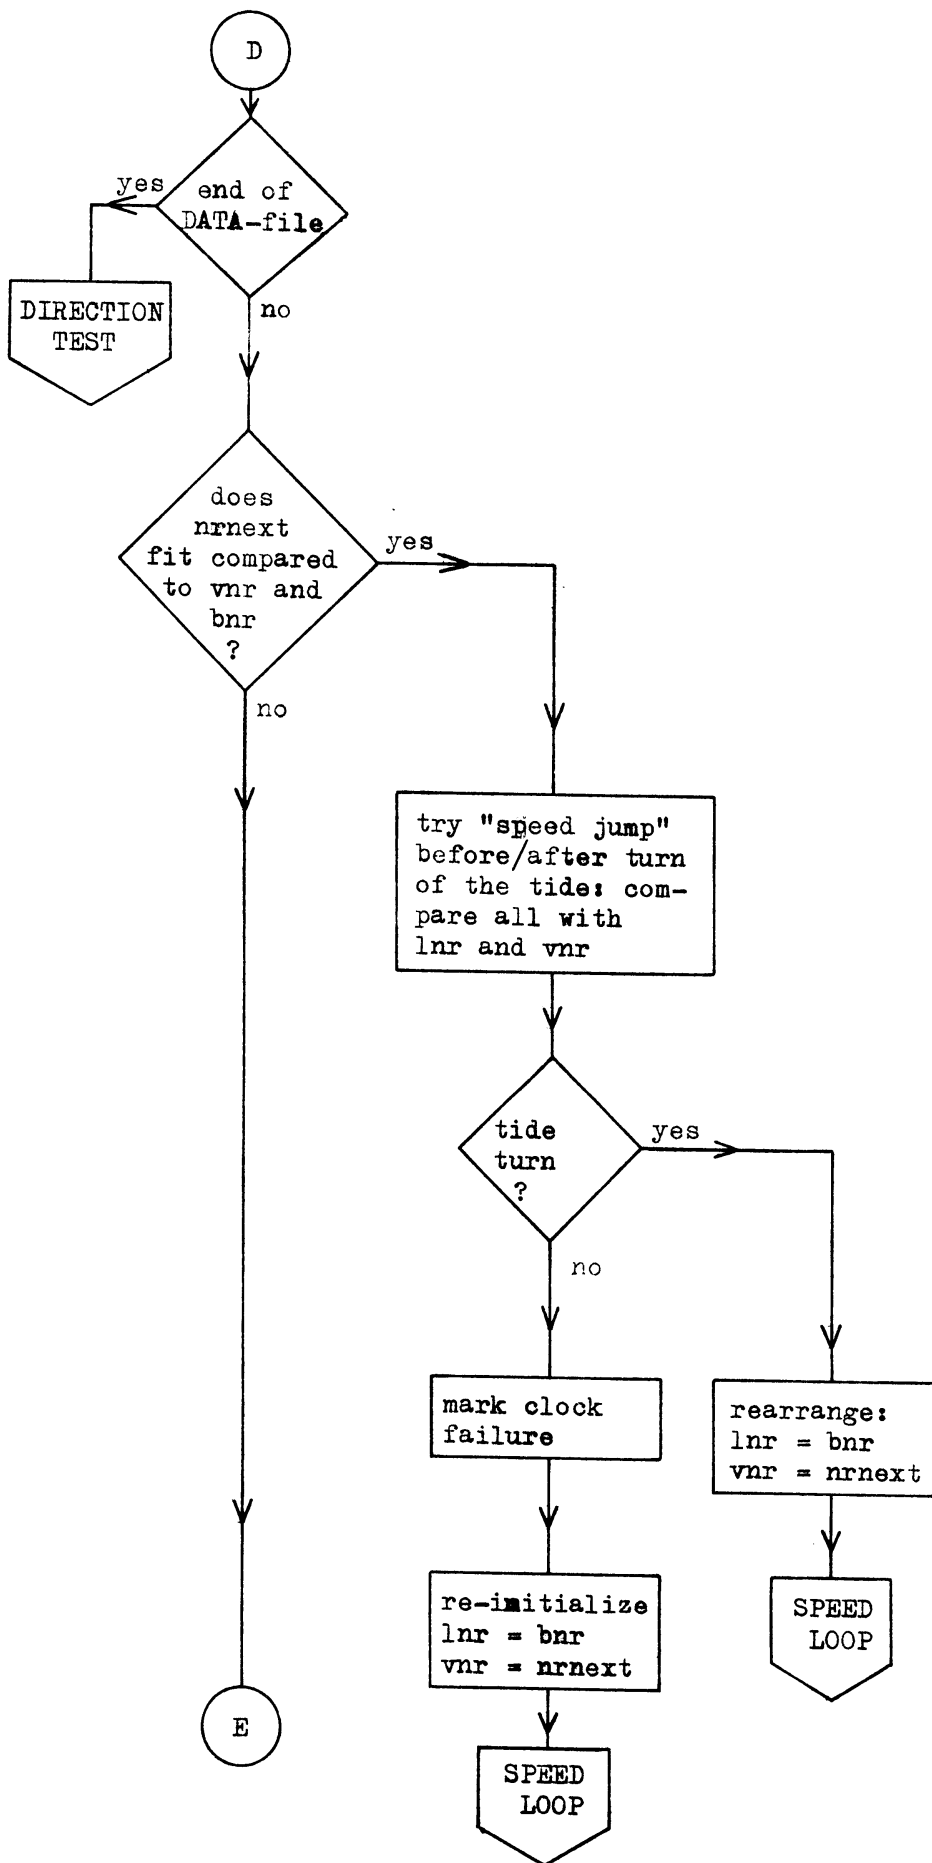 D
yes
end of
DATA-file
DIRECTION
TEST
no
does
nrnext
fit compared
to vnr and
bnr
?
yes
no
try "speed jump"
before/after turn
of the tide: com-
pare all with
lnr and vnr
tide
turn
?
yes
no
mark clock
failure
rearrange:
lnr = bnr
vnr = nrnext
re-initialize
lnr = bnr
vnr = nrnext
SPEED
LOOP
E
SPEED
LOOP